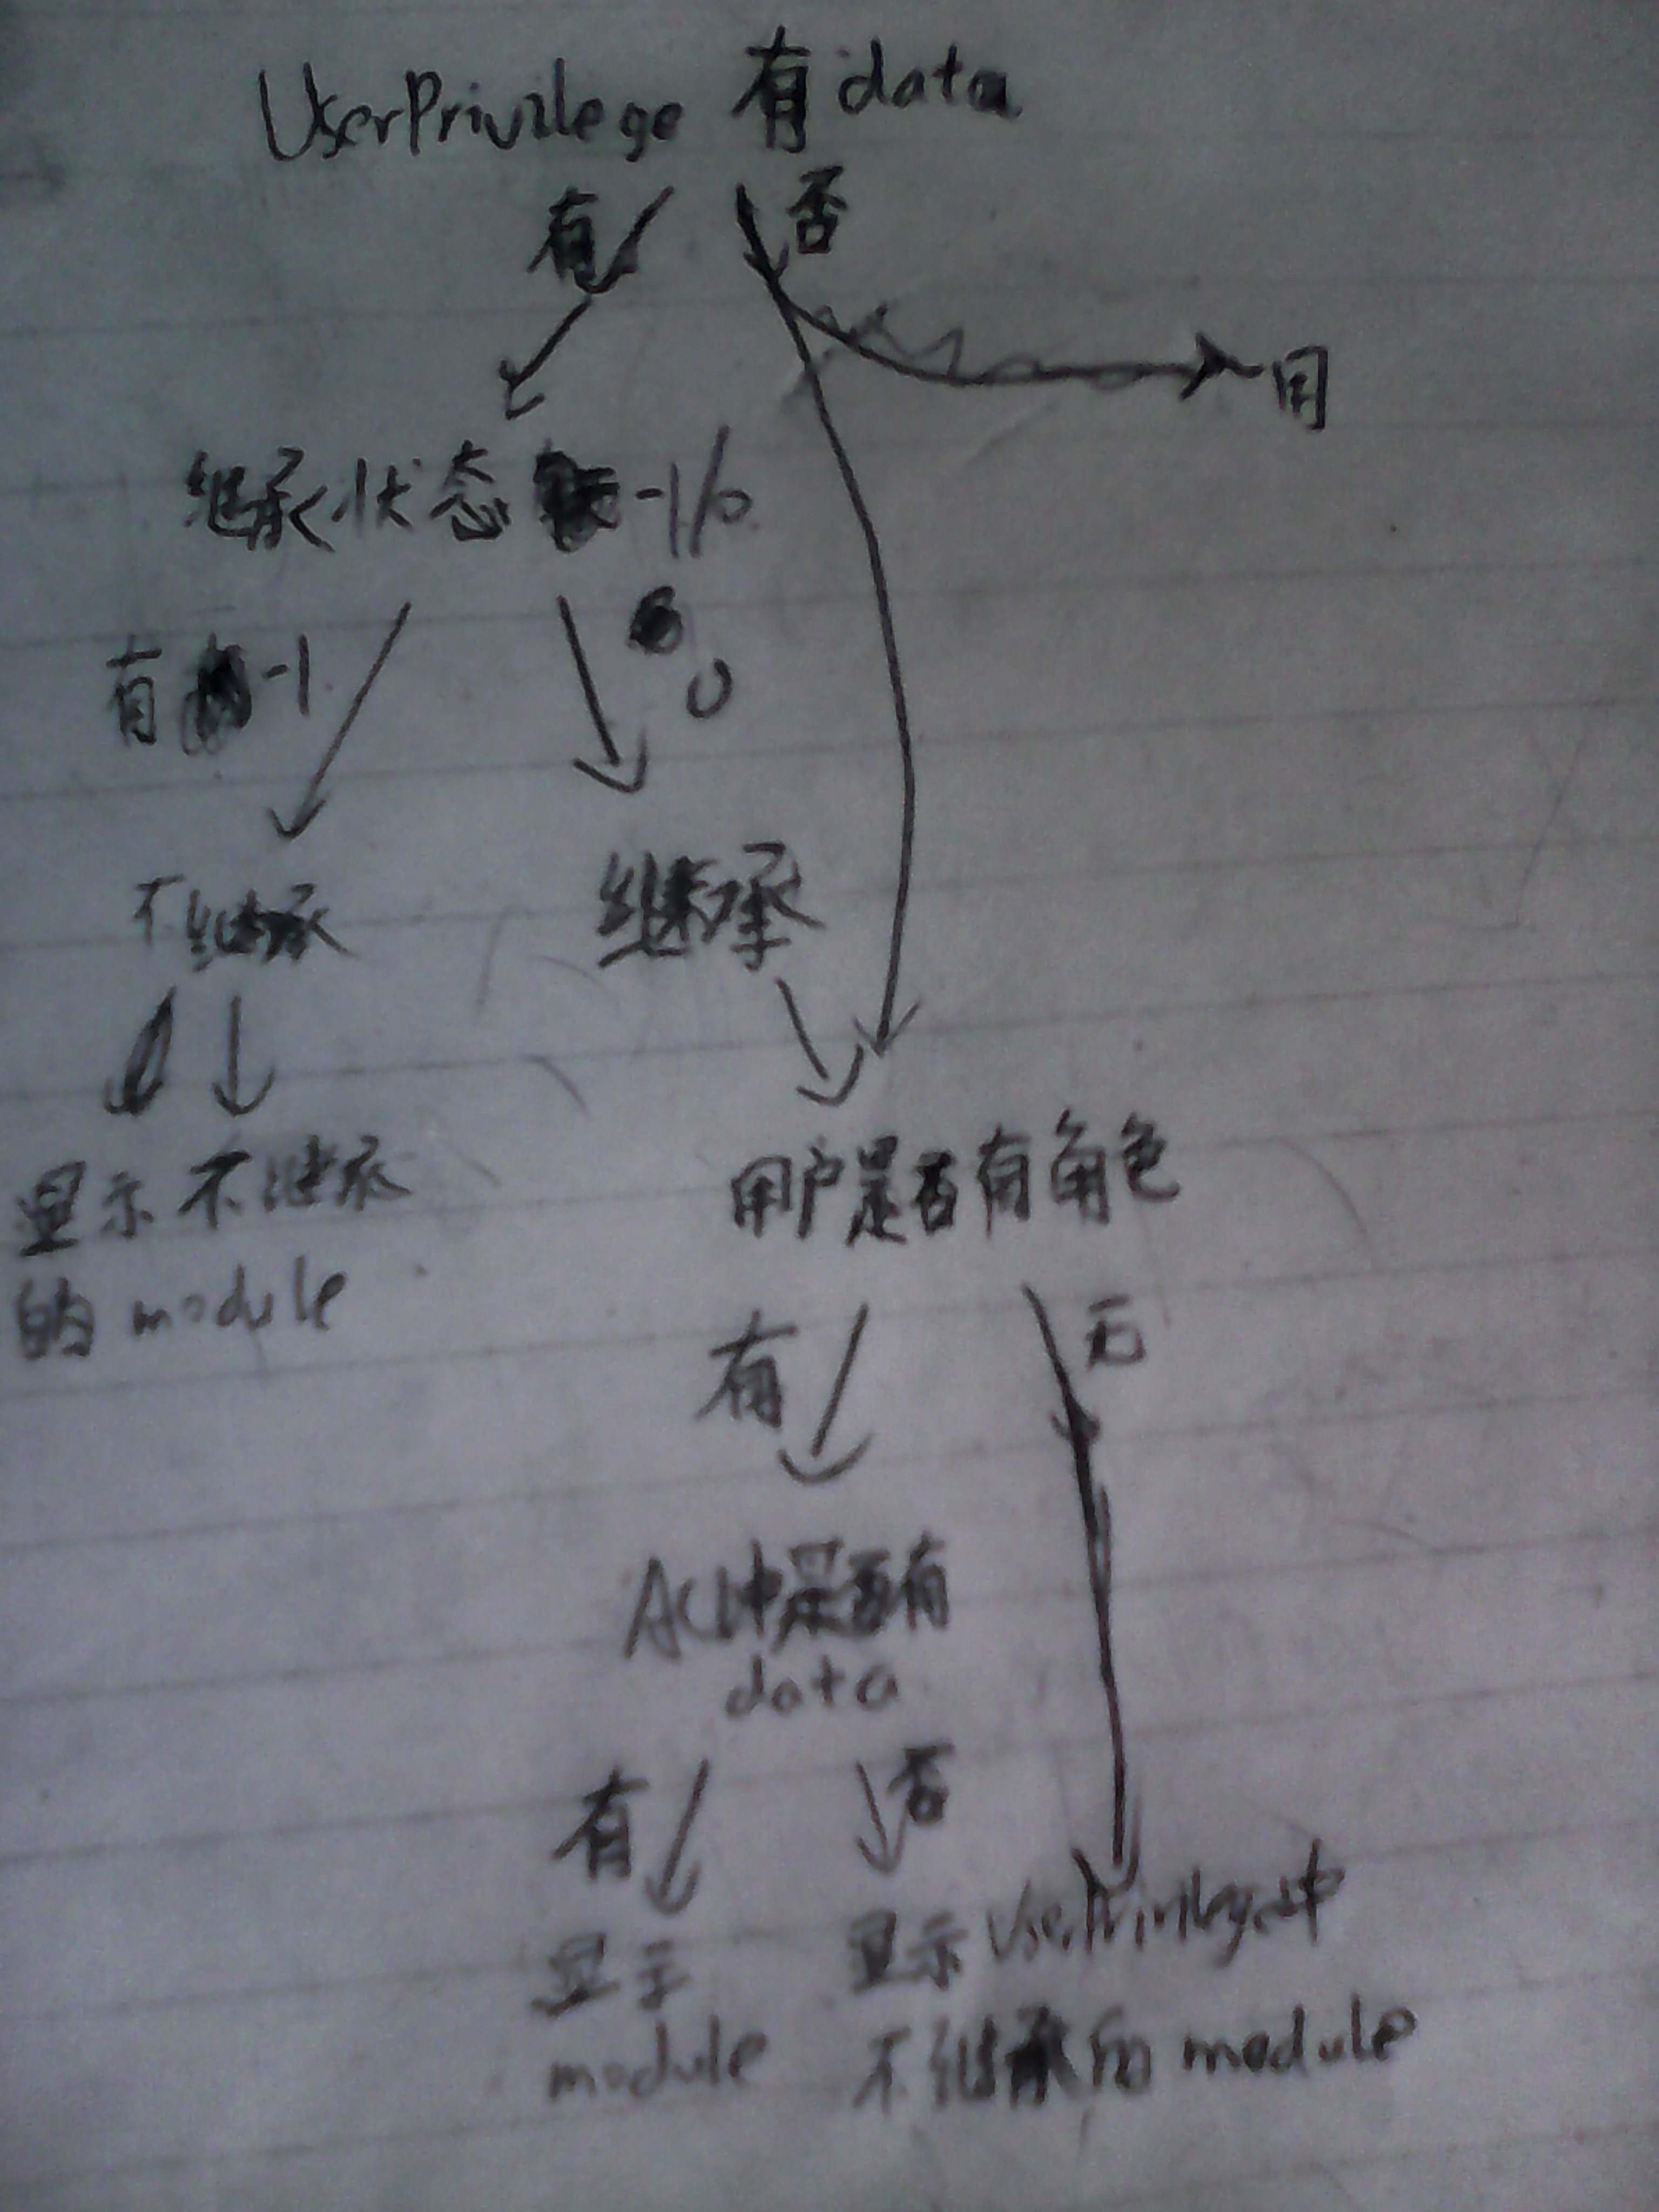 UserPrivilege 有data
有 否
用
继承状态 -1/0
有 -1 0
不继承 继承
显示不继承
的 module
用户是否有角色
有 无
ACL中是否有
data
有 否
显示
module
显示UserPrivilege中
不继承的 module